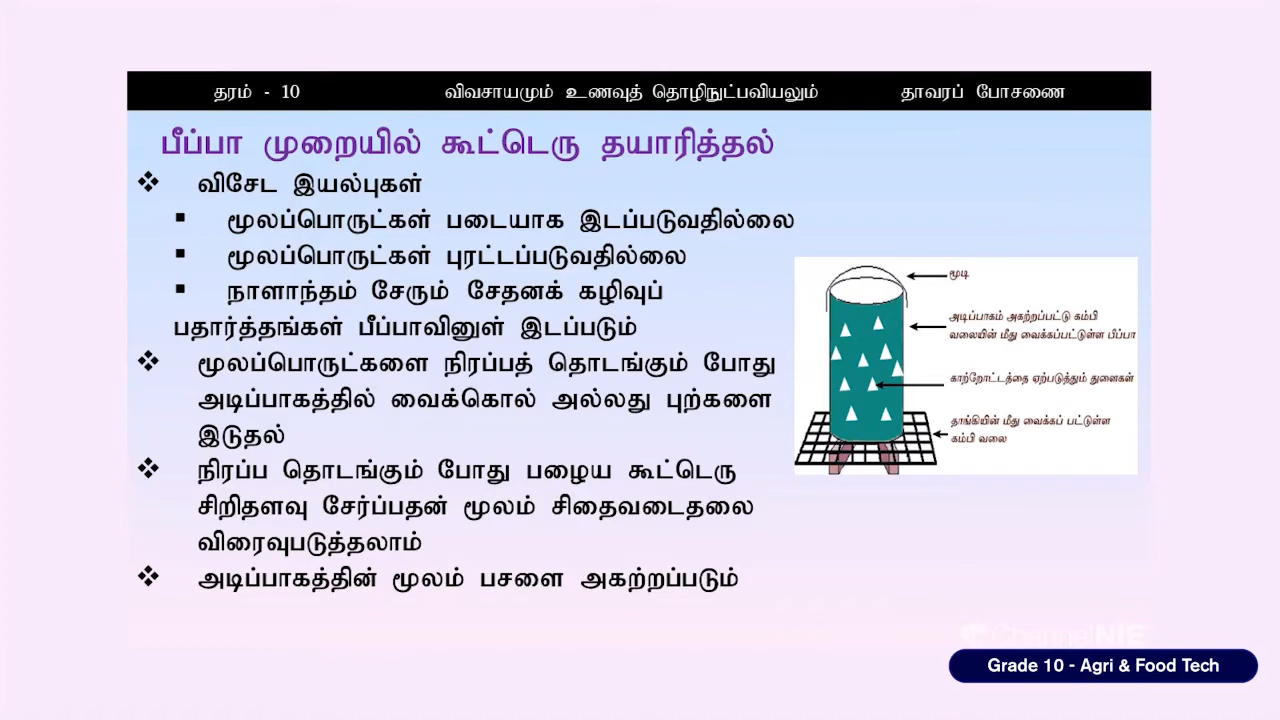 தரம் - 10 விவசாயமும் உணவுத் தொழிநுட்பவியலும் தாவரப் போசணை
பீப்பா முறையில் கூட்டெரு தயாரித்தல்
❖ விசேட இயல்புகள்
▪ மூலப்பொருட்கள் படையாக இடப்படுவதில்லை
▪ மூலப்பொருட்கள் புரட்டப்படுவதில்லை
▪ நாளாந்தம் சேரும் சேதனக் கழிவுப்
பதார்த்தங்கள் பீப்பாவினுள் இடப்படும்
❖ மூலப்பொருட்களை நிரப்பத் தொடங்கும் போது
அடிப்பாகத்தில் வைக்கொல் அல்லது புற்களை
இடுதல்
❖ நிரப்ப தொடங்கும் போது பழைய கூட்டெரு
சிறிதளவு சேர்ப்பதன் மூலம் சிதைவடைதலை
விரைவுபடுத்தலாம்
❖ அடிப்பாகத்தின் மூலம் பசளை அகற்றப்படும்
மூடி
அடிப்பாகம் அகற்றப்பட்டு கம்பி
வலையின் மீது வைக்கப்பட்டுள்ள பீப்பா
காற்றோட்டத்தை ஏற்படுத்தும் துளைகள்
தாங்கியின் மீது வைக்கப் பட்டுள்ள
கம்பி வலை
Channel NIE
Grade 10 - Agri & Food Tech